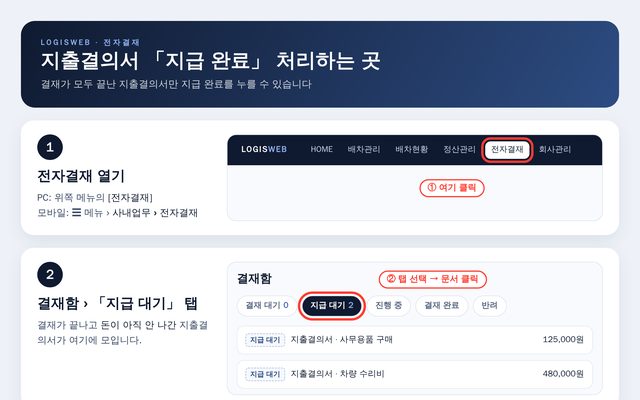 LOGISWEB · 전자결재
지출결의서 「지급 완료」 처리하는 곳
결재가 모두 끝난 지출결의서만 지급 완료를 누를 수 있습니다
1
전자결재 열기
PC: 위쪽 메뉴의 [전자결재]
모바일: ☰ 메뉴 › 사내업무 › 전자결재
LOGISWEB HOME 배차관리 배차현황 정산관리 전자결재 회사관리
① 여기 클릭
2
결재함 › 「지급 대기」 탭
결재가 끝나고 돈이 아직 안 나간 지출결
의서가 여기에 모입니다.
결재함
② 탭 선택 → 문서 클릭
결재 대기 0 지급 대기 2 진행 중 결재 완료 반려
지급 대기 지출결의서 · 사무용품 구매 125,000원
지급 대기 지출결의서 · 차량 수리비 480,000원